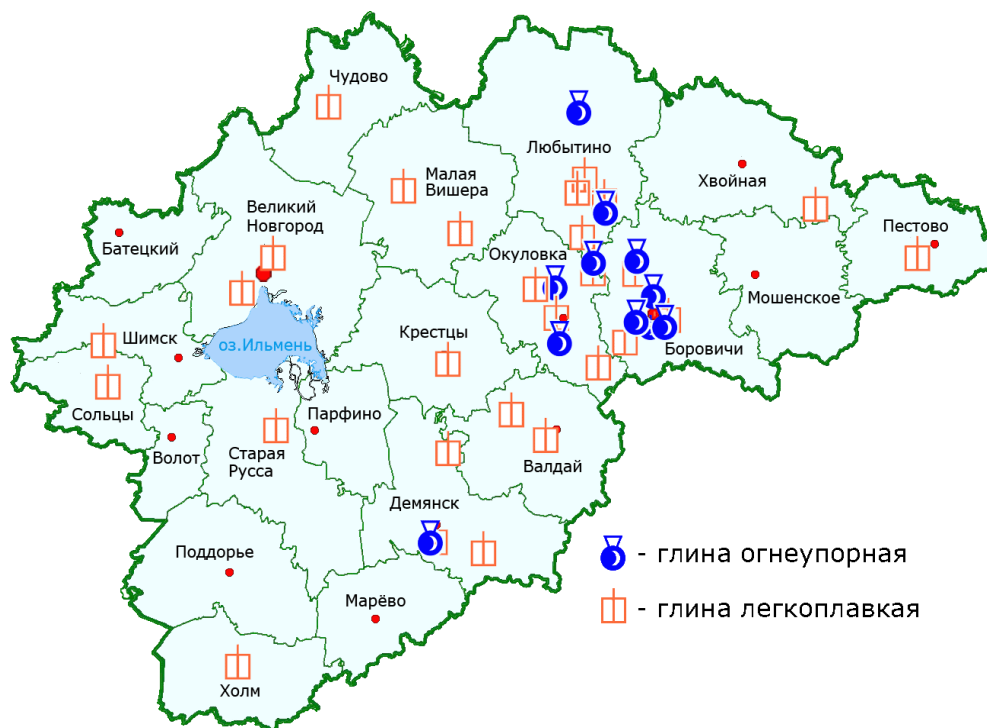 Чудово
Любытино
Малая
Вишера
Хвойная
Великий
Новгород
Пестово
Батецкий
Окуловка
Мошенское
Шимск
оз.Ильмень
Крестцы
Боровичи
Сольцы
Парфино
Волот
Старая
Русса
Валдай
Демянск
Поддорье
- глина огнеупорная
Марёво
- глина легкоплавкая
Холм